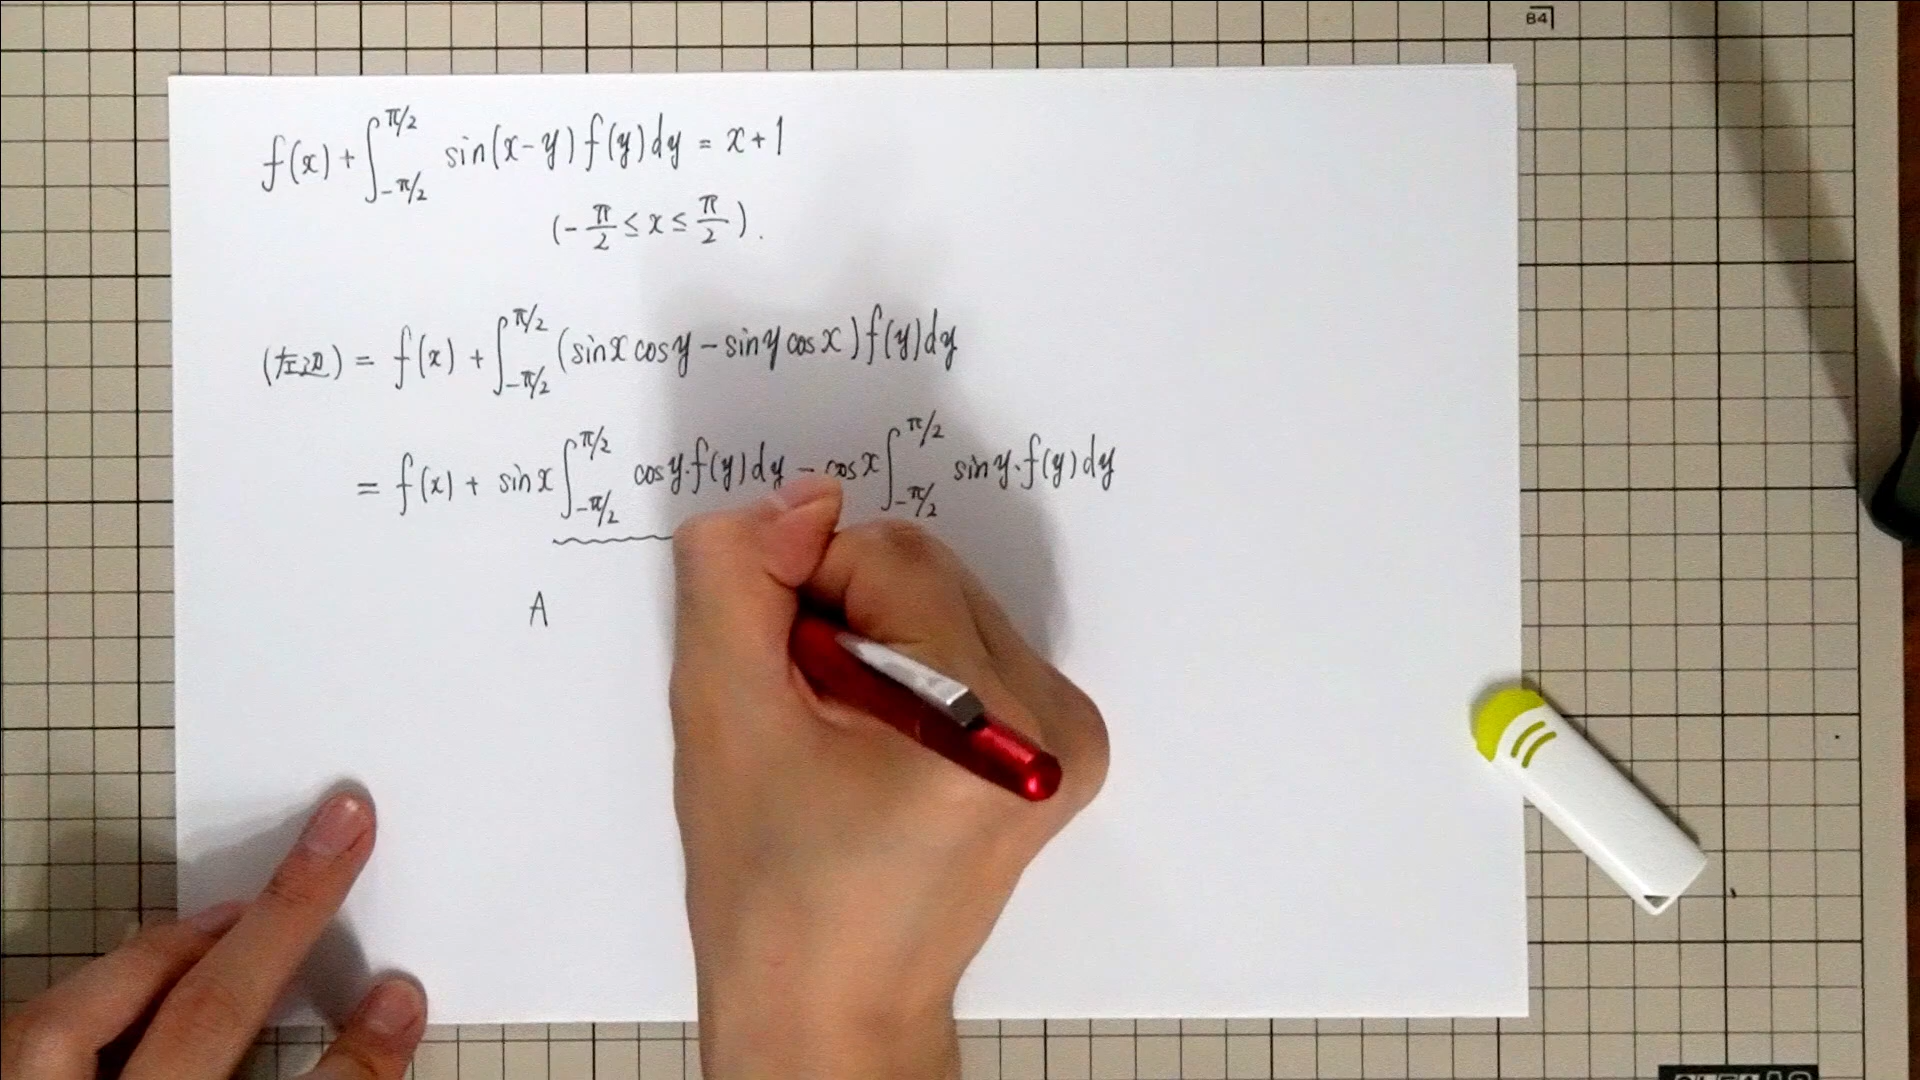 B4
f(x) + ∫_{-π/2}^{π/2} sin(x-y) f(y) dy = x+1
(-π/2 ≤ x ≤ π/2).
(左辺) = f(x) + ∫_{-π/2}^{π/2} (sin x cos y - sin y cos x) f(y) dy
= f(x) + sin x ∫_{-π/2}^{π/2} cos y·f(y) dy - cos x ∫_{-π/2}^{π/2} sin y·f(y) dy
A